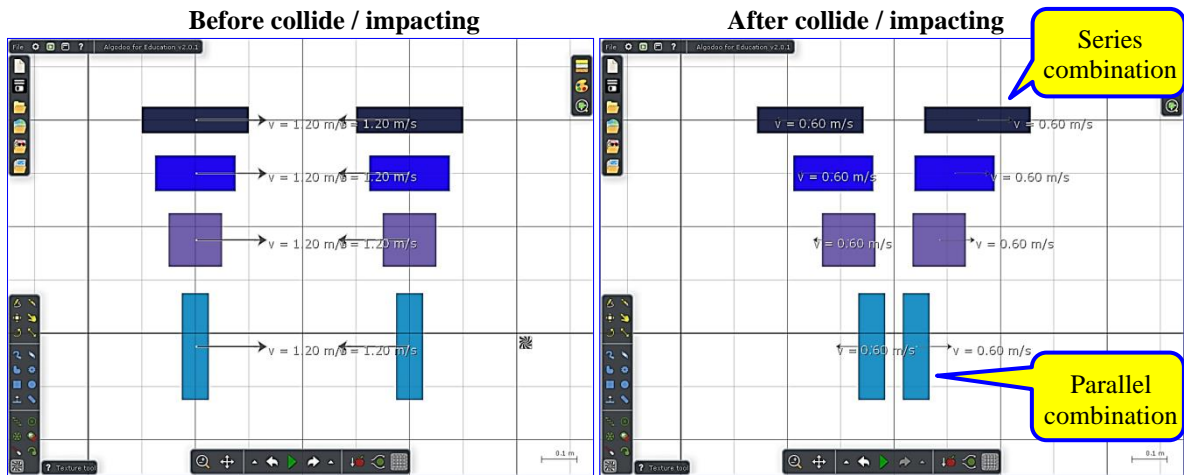 Before collide / impacting
After collide / impacting
File
?
Algodoo for Education v2.0.1
v = 1.20 m/s
v = 1.20 m/s
v = 1.20 m/s
v = 1.20 m/s
v = 1.20 m/s
v = 1.20 m/s
v = 1.20 m/s
v = 1.20 m/s
? Texture tool
0.1 m
File
?
Algodoo for Education v2.0.1
Series
combination
v = 0.60 m/s
v = 0.60 m/s
v = 0.60 m/s
v = 0.60 m/s
v = 0.60 m/s
v = 0.60 m/s
v = 0.60 m/s
v = 0.60 m/s
Parallel
combination
? Texture tool
0.1 m